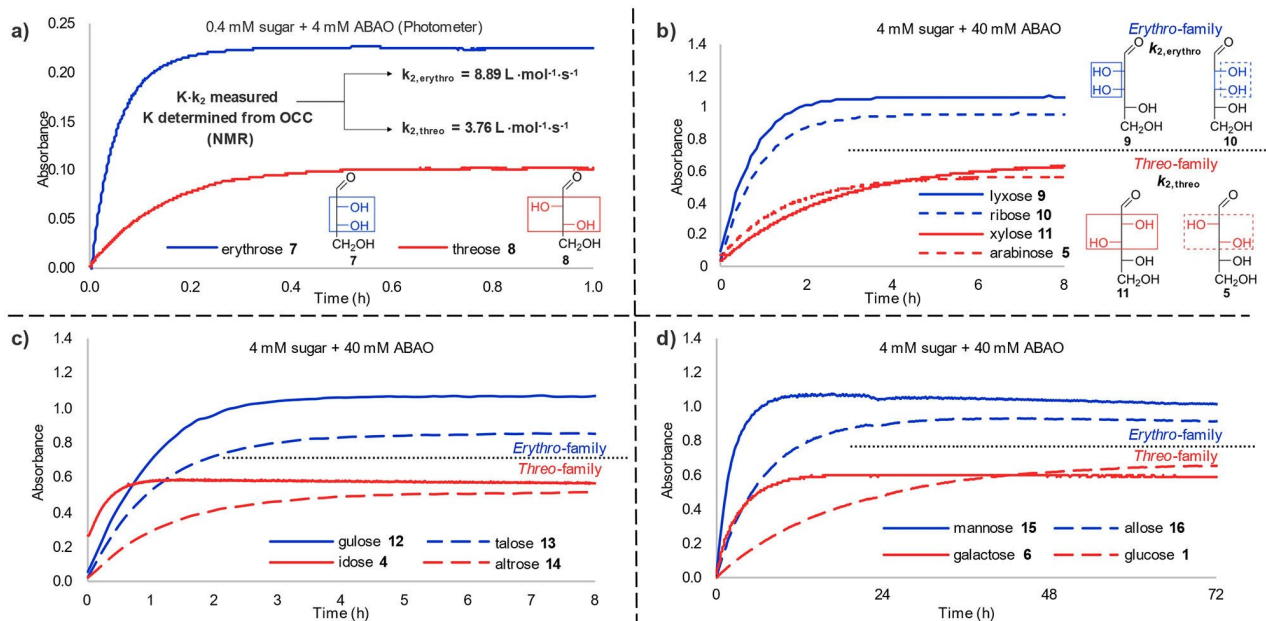 a)
0.4 mM sugar + 4 mM ABAO (Photometer)
0.25
0.20
0.15
0.10
0.05
0.00
Absorbance
K·k2 measured
K determined from OCC
(NMR)
k2,erythro = 8.89 L ·mol-1·s-1
k2,threo = 3.76 L ·mol-1·s-1
O
OH
OH
CH2OH
7
O
HO
OH
CH2OH
8
erythrose 7
threose 8
0.0 0.2 0.4 0.6 0.8 1.0
Time (h)
b)
4 mM sugar + 40 mM ABAO
1.4
1.2
1
0.8
0.6
0.4
0.2
0
Absorbance
Erythro-family
k2,erythro
O
HO
HO
OH
CH2OH
9
O
OH
OH
OH
CH2OH
10
Threo-family
k2,threo
O
OH
HO
OH
CH2OH
11
O
HO
OH
OH
CH2OH
5
lyxose 9
ribose 10
xylose 11
arabinose 5
0 2 4 6 8
Time (h)
c)
4 mM sugar + 40 mM ABAO
1.4
1.2
1.0
0.8
0.6
0.4
0.2
0.0
Absorbance
Erythro-family
Threo-family
gulose 12
talose 13
idose 4
altrose 14
0 1 2 3 4 5 6 7 8
Time (h)
d)
4 mM sugar + 40 mM ABAO
1.4
1.2
1.0
0.8
0.6
0.4
0.2
0.0
Absorbance
Erythro-family
Threo-family
mannose 15
allose 16
galactose 6
glucose 1
0 24 48 72
Time (h)